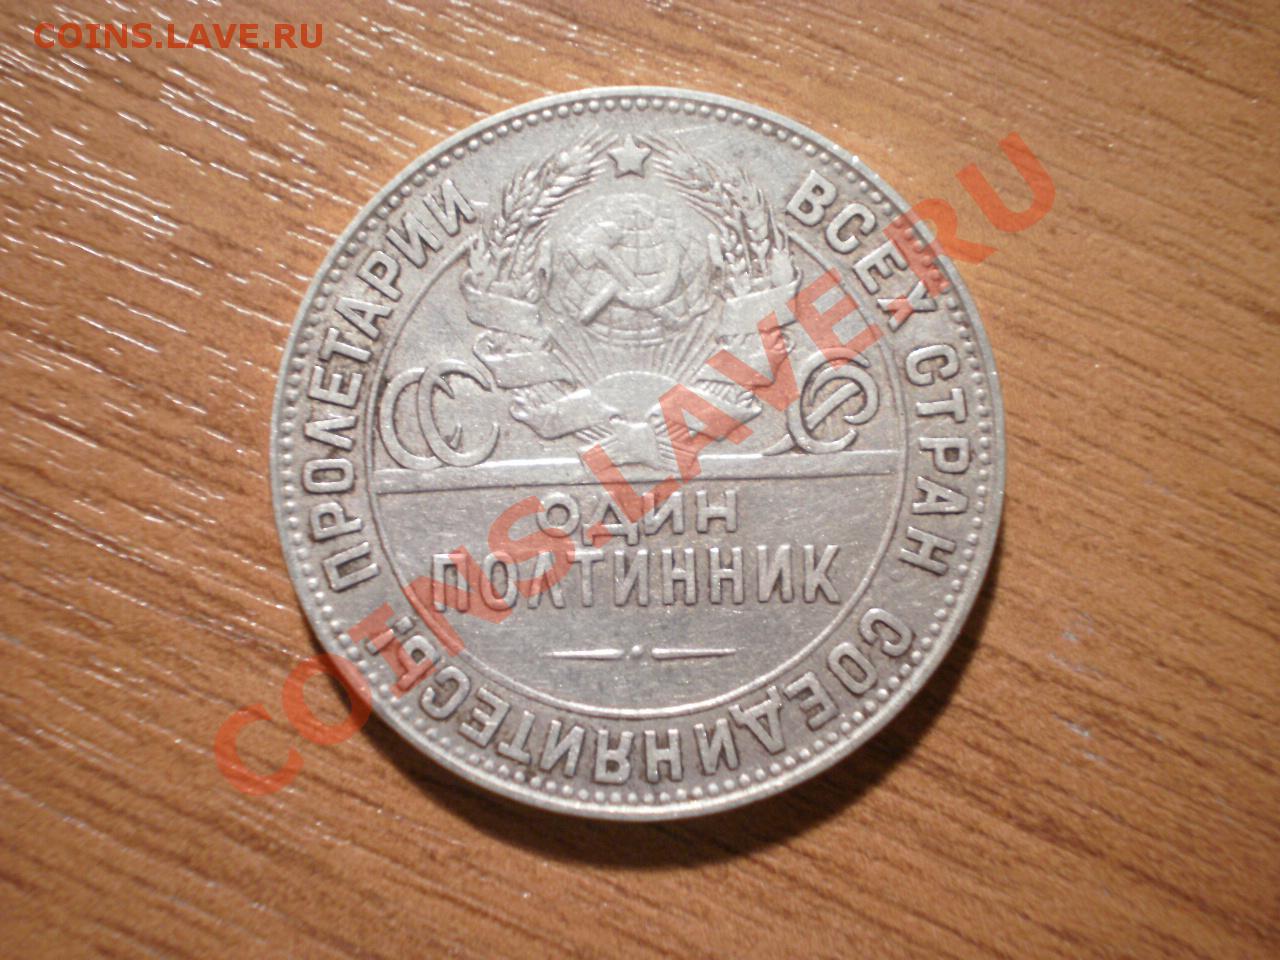 COINS.LAVE.RU
ПРОЛЕТАРИИ ВСЕХ СТРАН СОЕДИНЯЙТЕСЬ.
СССР
ОДИН
ПОЛТИННИК
COINS.LAVE.RU